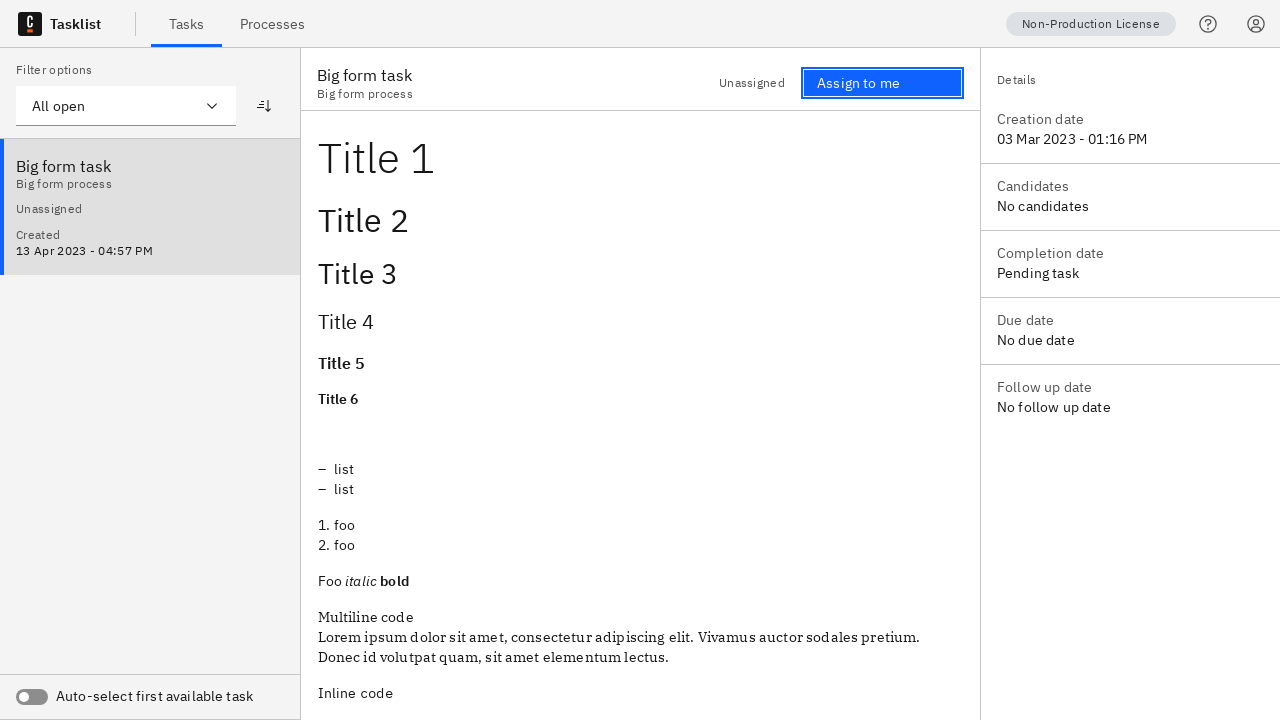 Tasklist
Tasks
Processes
Non-Production License
Filter options
All open
Big form task
Big form process
Unassigned
Created
13 Apr 2023 - 04:57 PM
Auto-select first available task
Big form task
Big form process
Unassigned
Assign to me
Title 1
Title 2
Title 3
Title 4
Title 5
Title 6
– list
– list
1. foo
2. foo
Foo italic bold
Multiline code
Lorem ipsum dolor sit amet, consectetur adipiscing elit. Vivamus auctor sodales pretium.
Donec id volutpat quam, sit amet elementum lectus.
Inline code
Details
Creation date
03 Mar 2023 - 01:16 PM
Candidates
No candidates
Completion date
Pending task
Due date
No due date
Follow up date
No follow up date